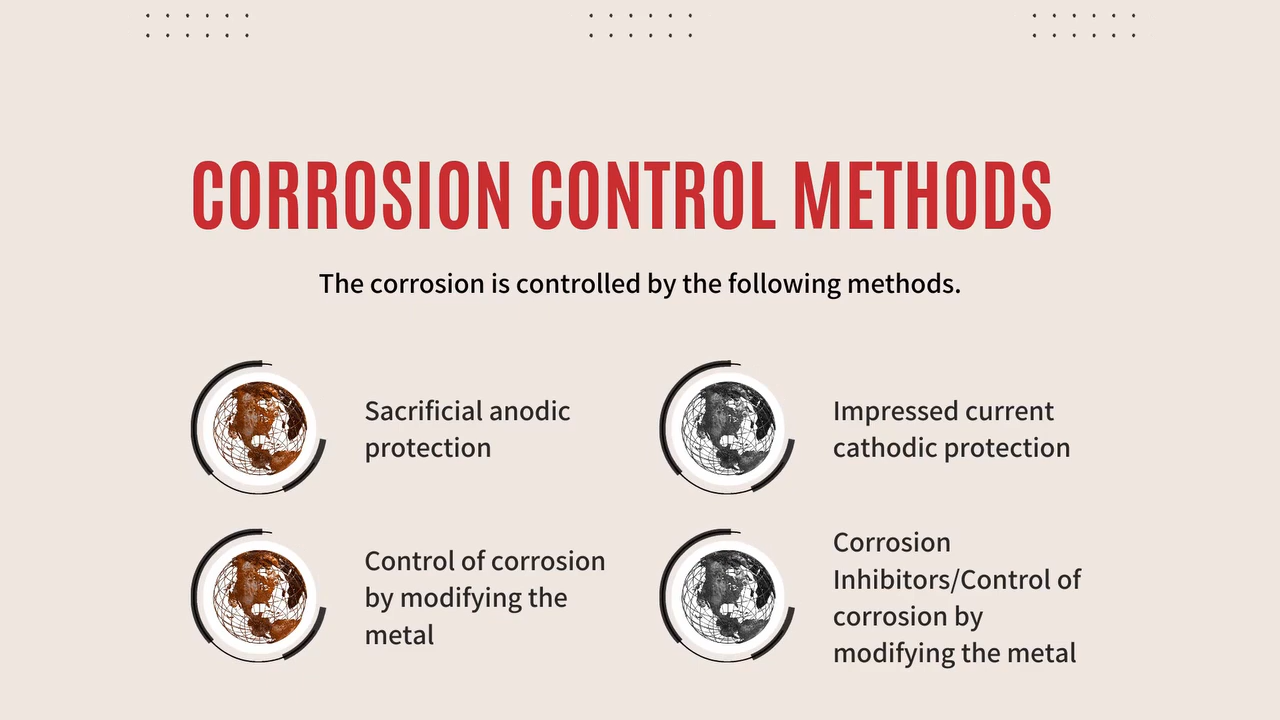 CORROSION CONTROL METHODS
The corrosion is controlled by the following methods.
Sacrificial anodic
protection
Impressed current
cathodic protection
Control of corrosion
by modifying the
metal
Corrosion
Inhibitors/Control of
corrosion by
modifying the metal